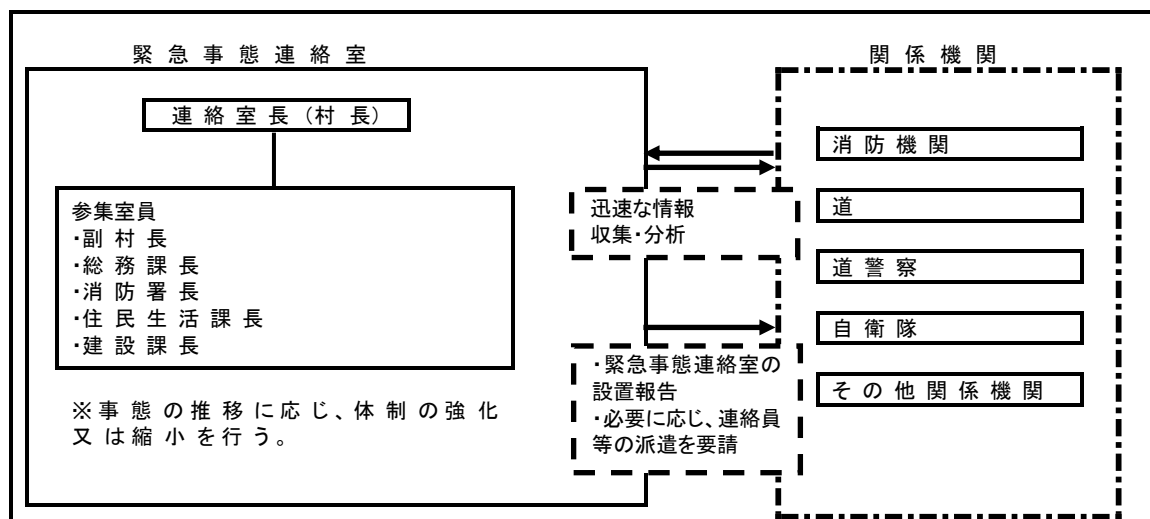 緊急事態連絡室
連絡室長（村長）
参集室員
・副村長
・総務課長
・消防署長
・住民生活課長
・建設課長
※事態の推移に応じ、体制の強化
又は縮小を行う。
迅速な情報
収集・分析
・緊急事態連絡室の
設置報告
・必要に応じ、連絡員
等の派遣を要請
関係機関
消防機関
道
道警察
自衛隊
その他関係機関